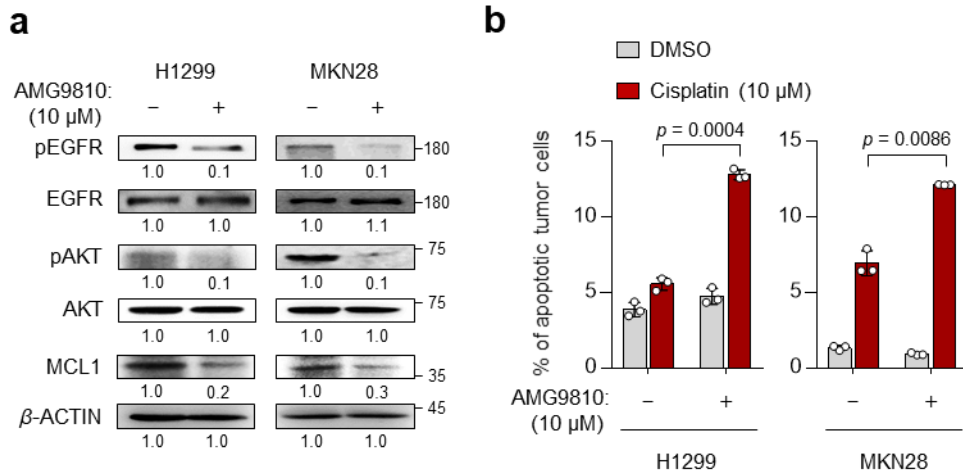 a
H1299 MKN28
AMG9810:
(10 μM) − + − +
pEGFR 180
1.0 0.1 1.0 0.1
EGFR 180
1.0 1.0 1.0 1.1
pAKT 75
1.0 0.1 1.0 0.1
AKT 75
1.0 1.0 1.0 1.0
MCL1 35
1.0 0.2 1.0 0.3
β-ACTIN 45
1.0 1.0 1.0 1.0
b
DMSO
Cisplatin (10 μM)
% of apoptotic tumor cells
15
10
5
0
p = 0.0004
15
10
5
0
p = 0.0086
AMG9810:
(10 μM) − + − +
H1299 MKN28